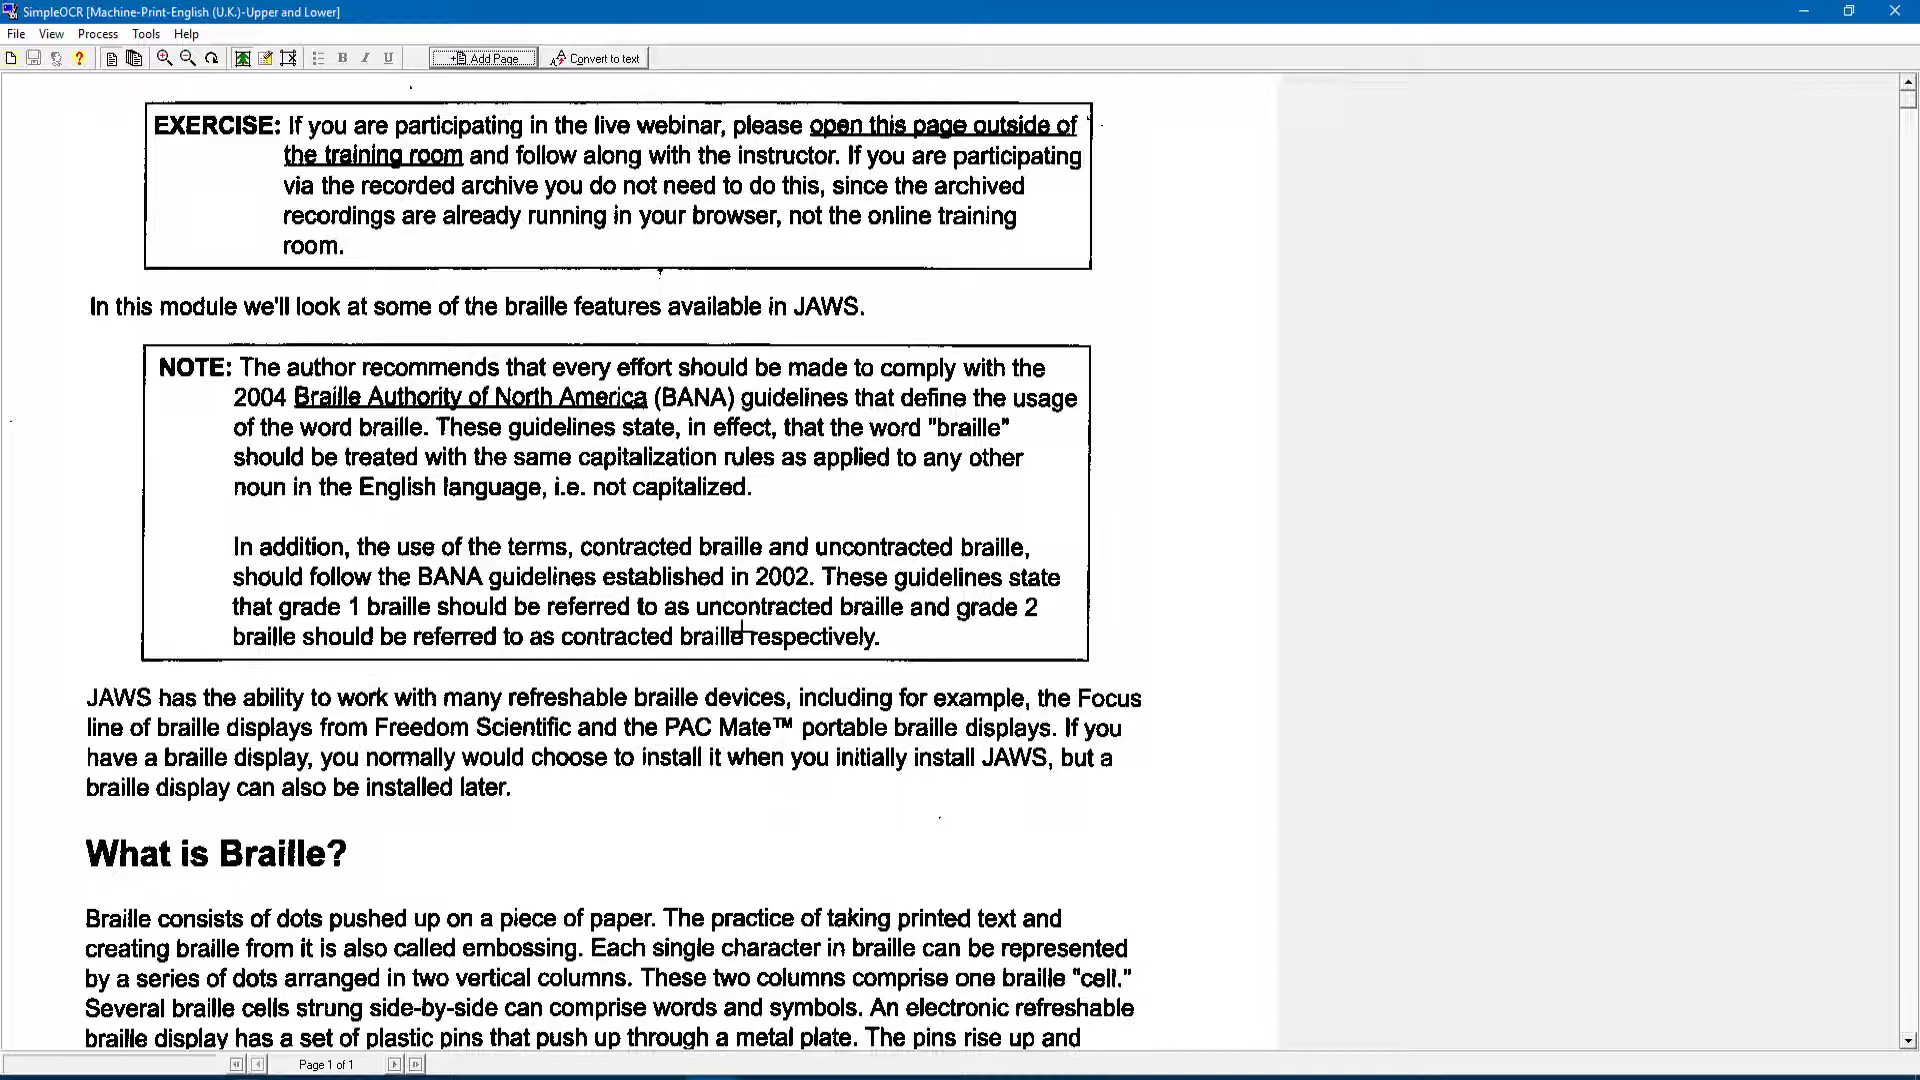 SimpleOCR [Machine-Print-English (U.K.)-Upper and Lower]
File View Process Tools Help
B I U Add Page Convert to text
EXERCISE: If you are participating in the live webinar, please open this page outside of
the training room and follow along with the instructor. If you are participating
via the recorded archive you do not need to do this, since the archived
recordings are already running in your browser, not the online training
room.
In this module we'll look at some of the braille features available in JAWS.
NOTE: The author recommends that every effort should be made to comply with the
2004 Braille Authority of North America (BANA) guidelines that define the usage
of the word braille. These guidelines state, in effect, that the word "braille"
should be treated with the same capitalization rules as applied to any other
noun in the English language, i.e. not capitalized.
In addition, the use of the terms, contracted braille and uncontracted braille,
should follow the BANA guidelines established in 2002. These guidelines state
that grade 1 braille should be referred to as uncontracted braille and grade 2
braille should be referred to as contracted braille respectively.
JAWS has the ability to work with many refreshable braille devices, including for example, the Focus
line of braille displays from Freedom Scientific and the PAC Mate™ portable braille displays. If you
have a braille display, you normally would choose to install it when you initially install JAWS, but a
braille display can also be installed later.
What is Braille?
Braille consists of dots pushed up on a piece of paper. The practice of taking printed text and
creating braille from it is also called embossing. Each single character in braille can be represented
by a series of dots arranged in two vertical columns. These two columns comprise one braille "cell."
Several braille cells strung side-by-side can comprise words and symbols. An electronic refreshable
braille display has a set of plastic pins that push up through a metal plate. The pins rise up and
Page 1 of 1